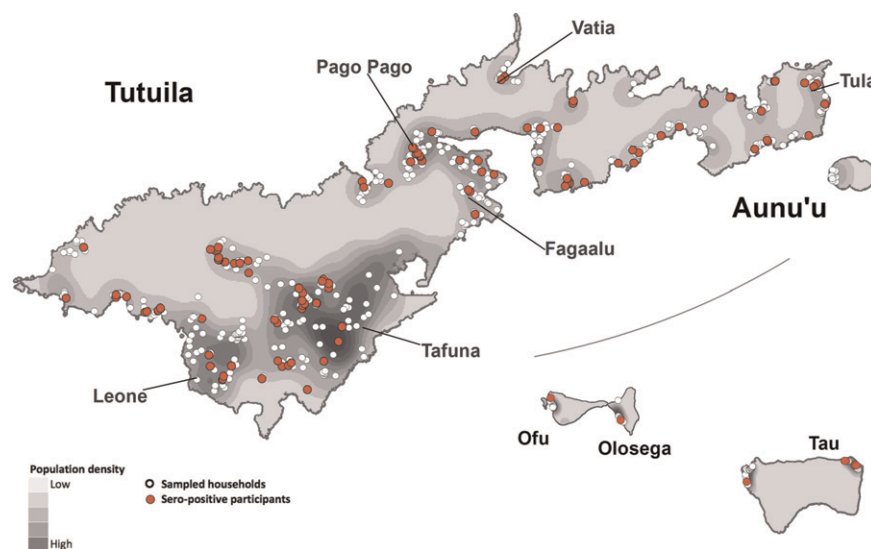 Vatia
Tutuila
Pago Pago
Tula
Aunu'u
Fagaalu
Tafuna
Leone
Ofu
Olosega
Tau
Population density
Low
High
Sampled households
Sero-positive participants